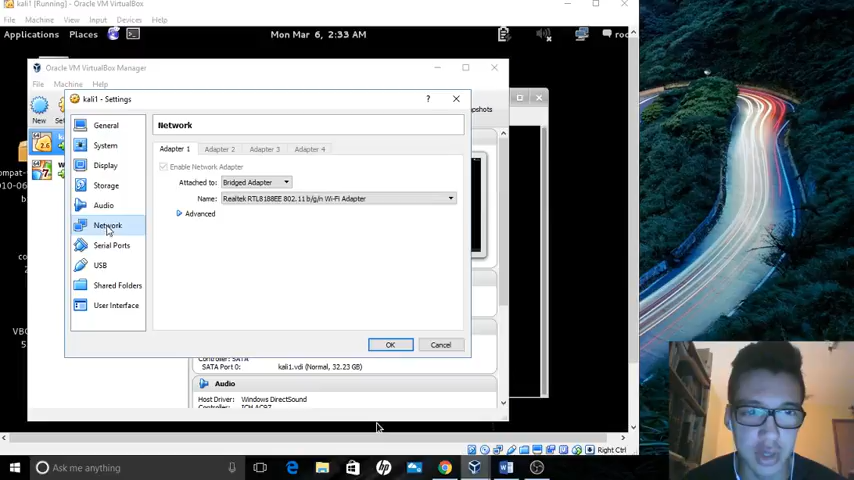 kali1 [Running] - Oracle VM VirtualBox
File Machine View Input Devices Help
Applications Places Mon Mar 6, 2:33 AM
Oracle VM VirtualBox Manager
File Machine Help
kali1 - Settings ?
New
General
System
Display
Storage
Audio
Network
Serial Ports
USB
Shared Folders
User Interface
Network
Adapter 1 Adapter 2 Adapter 3 Adapter 4
Enable Network Adapter
Attached to: Bridged Adapter
Name: Realtek RTL8188EE 802.11 b/g/n Wi-Fi Adapter
Advanced
OK Cancel
SATA Port 0: kali1.vdi (Normal, 32.23 GB)
Audio
Host Driver: Windows DirectSound
Right Ctrl
Ask me anything